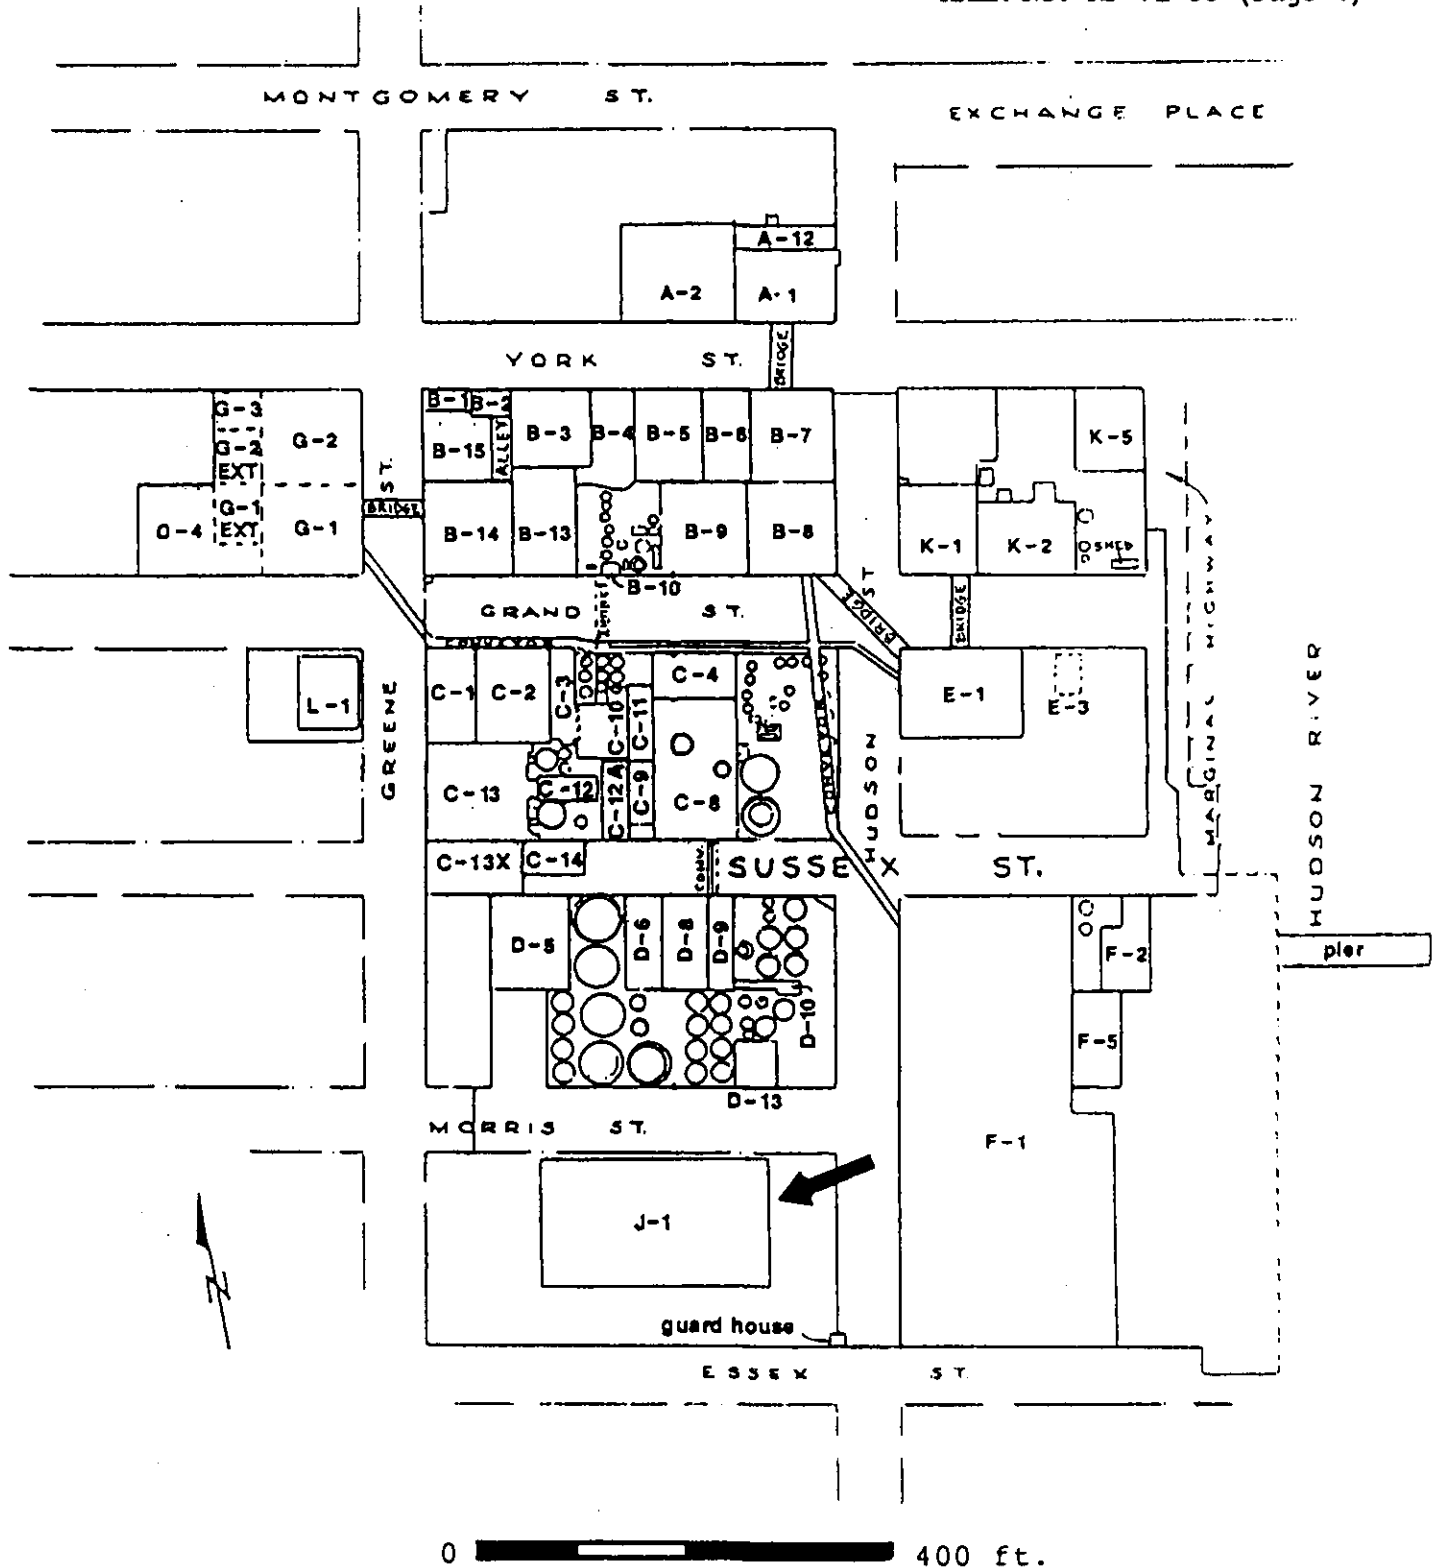 MONTGOMERY ST.
EXCHANGE PLACE
A-12
A-2
A-1
YORK ST.
BRIDGE
G-3
G-2
G-2
EXT
G-1
EXT
G-1
B-1
B-15
ALLEY
B-3
B-4
B-5
B-6
B-7
K-5
ST.
BRIDGE
B-14
B-13
B-9
B-8
K-1
K-2
SHED
B-10
GRAND ST.
BRIDGE
ST
BRIDGE
MARGINAL HIGHWAY
HUDSON RIVER
L-1
GREENE
C-1
C-2
C-3
C-4
C-10
C-11
E-1
E-3
C-13
C-12
C-12A
C-9
C-8
HUDSON
C-13X
C-14
CONV.
SUSSEX ST.
D-6
D-8
D-9
F-2
pier
D-10
F-5
D-13
MORRIS ST.
F-1
J-1
N
guard house
ESSEX ST.
0 400 ft.